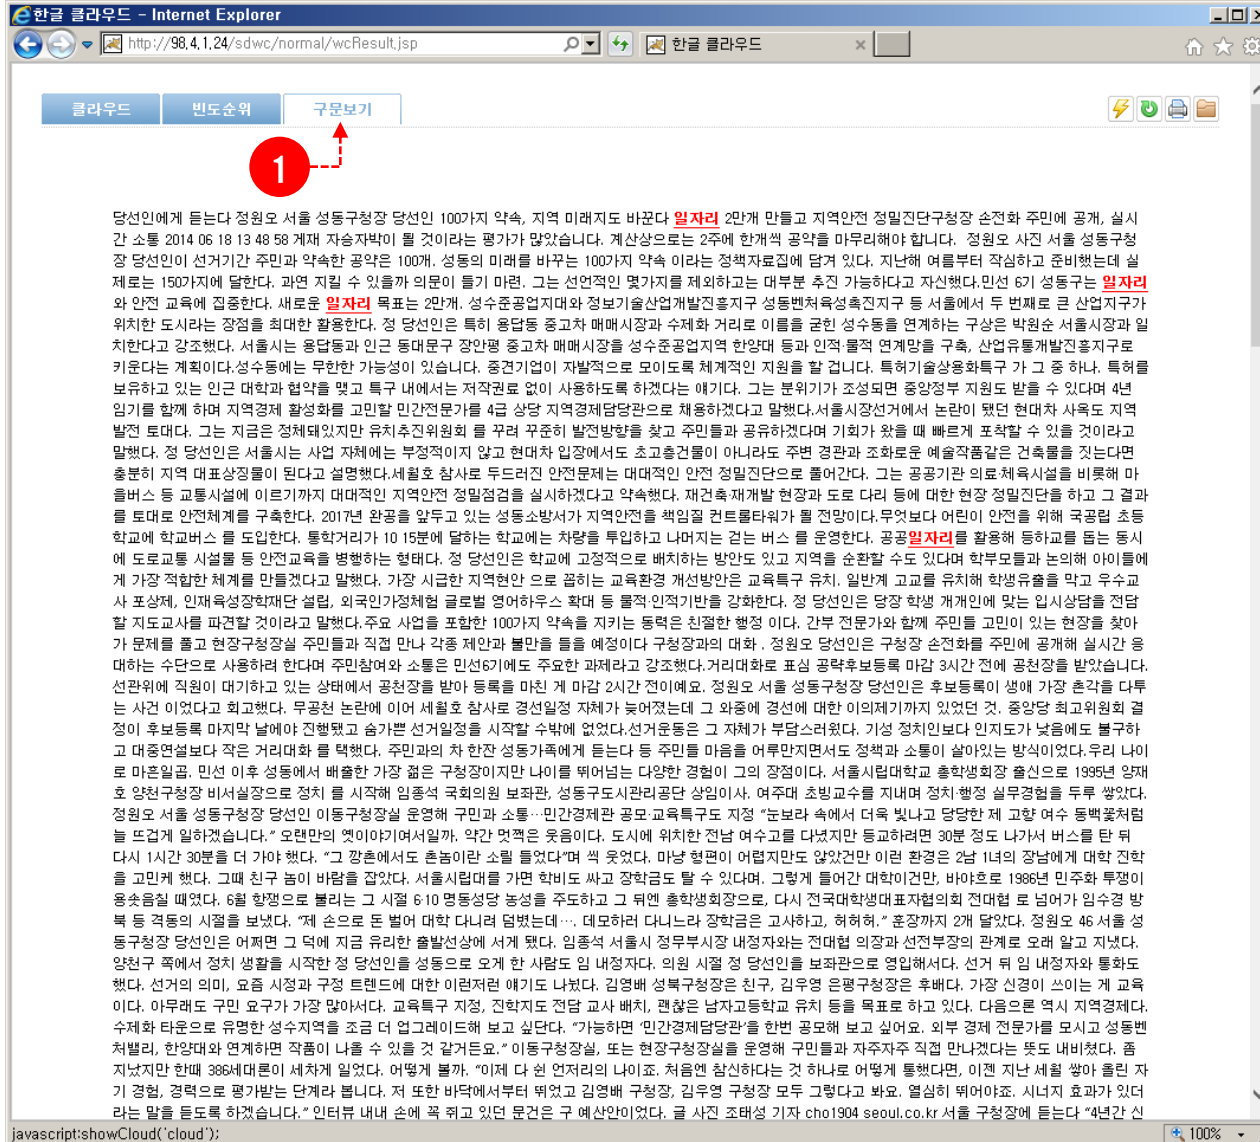 한글 클라우드 - Internet Explorer
http://98.4.1.24/sdwc/normal/wcResult.jsp
한글 클라우드
클라우드 빈도순위 구문보기
1
당선인에게 듣는다 정원오 서울 성동구청장 당선인 100가지 약속, 지역 미래지도 바꾼다 일자리 2만개 만들고 지역안전 정밀진단구청장 손전화 주민에 공개, 실시
간 소통 2014 06 18 13 48 58 게재 자승자박이 될 것이라는 평가가 많았습니다. 계산상으로는 2주에 한개씩 공약을 마무리해야 합니다. 정원오 사진 서울 성동구청
장 당선인이 선거기간 주민과 약속한 공약은 100개. 성동의 미래를 바꾸는 100가지 약속 이라는 정책자료집에 담겨 있다. 지난해 여름부터 작심하고 준비했는데 실
제로는 150가지에 달한다. 과연 지킬 수 있을까 의문이 들기 마련. 그는 선언적인 몇가지를 제외하고는 대부분 추진 가능하다고 자신했다.민선 6기 성동구는 일자리
와 안전 교육에 집중한다. 새로운 일자리 목표는 2만개. 성수준공업지대와 정보기술산업개발진흥지구 성동벤처육성촉진지구 등 서울에서 두 번째로 큰 산업지구가
위치한 도시라는 장점을 최대한 활용한다. 정 당선인은 특히 용답동 중고차 매매시장과 수제화 거리로 이름을 굳힌 성수동을 연계하는 구상은 박원순 서울시장과 일
치한다고 강조했다. 서울시는 용답동과 인근 동대문구 장안평 중고차 매매시장을 성수준공업지역 한양대 등과 인적·물적 연계망을 구축, 산업유통개발진흥지구로
키운다는 계획이다.성수동에는 무한한 가능성이 있습니다. 중견기업이 자발적으로 모이도록 체계적인 지원을 할 겁니다. 특허기술상용화특구 가 그 중 하나. 특허를
보유하고 있는 인근 대학과 협약을 맺고 특구 내에서는 저작권료 없이 사용하도록 하겠다는 얘기다. 그는 분위기가 조성되면 중앙정부 지원도 받을 수 있다며 4년
임기를 함께 하며 지역경제 활성화를 고민할 민간전문가를 4급 상당 지역경제담당관으로 채용하겠다고 말했다.서울시장선거에서 논란이 됐던 현대차 사옥도 지역
발전 토대다. 그는 지금은 정체돼있지만 유치추진위원회 를 꾸려 꾸준히 발전방향을 찾고 주민들과 공유하겠다며 기회가 왔을 때 빠르게 포착할 수 있을 것이라고
말했다. 정 당선인은 서울시는 사업 자체에는 부정적이지 않고 현대차 입장에서도 초고층건물이 아니라도 주변 경관과 조화로운 예술작품같은 건축물을 짓는다면
충분히 지역 대표상징물이 된다고 설명했다.세월호 참사로 두드러진 안전문제는 대대적인 안전 정밀진단으로 풀어간다. 그는 공공기관 의료·체육시설을 비롯해 마
을버스 등 교통시설에 이르기까지 대대적인 지역안전 정밀점검을 실시하겠다고 약속했다. 재건축·재개발 현장과 도로 다리 등에 대한 현장 정밀진단을 하고 그 결과
를 토대로 안전체계를 구축한다. 2017년 완공을 앞두고 있는 성동소방서가 지역안전을 책임질 컨트롤타워가 될 전망이다.무엇보다 어린이 안전을 위해 국공립 초등
학교에 학교버스 를 도입한다. 통학거리가 10 15분에 달하는 학교에는 차량을 투입하고 나머지는 걷는 버스 를 운영한다. 공공일자리를 활용해 등하교를 돕는 동시
에 도로교통 시설물 등 안전교육을 병행하는 형태다. 정 당선인은 학교에 고정적으로 배치하는 방안도 있고 지역을 순환할 수도 있다며 학부모들과 논의해 아이들에
게 가장 적합한 체계를 만들겠다고 말했다. 가장 시급한 지역현안 으로 꼽히는 교육환경 개선방안은 교육특구 유치. 일반계 고교를 유치해 학생유출을 막고 우수교
사 포상제, 인재육성장학재단 설립, 외국인가정체험 글로벌 영어하우스 확대 등 물적·인적기반을 강화한다. 정 당선인은 당장 학생 개개인에 맞는 입시상담을 전담
할 지도교사를 파견할 것이라고 말했다.주요 사업을 포함한 100가지 약속을 지키는 동력은 친절한 행정 이다. 간부 전문가와 함께 주민들 고민이 있는 현장을 찾아
가 문제를 풀고 현장구청장실 주민들과 직접 만나 각종 제안과 불만을 들을 예정이다 구청장과의 대화 . 정원오 당선인은 구청장 손전화를 주민에 공개해 실시간 응
대하는 수단으로 사용하려 한다며 주민참여와 소통은 민선6기에도 주요한 과제라고 강조했다.거리대화로 표심 공략후보등록 마감 3시간 전에 공천장을 받았습니다.
선관위에 직원이 대기하고 있는 상태에서 공천장을 받아 등록을 마친 게 마감 2시간 전이예요. 정원오 서울 성동구청장 당선인은 후보등록이 생애 가장 촌각을 다투
는 사건 이었다고 회고했다. 무공천 논란에 이어 세월호 참사로 경선일정 자체가 늦어졌는데 그 와중에 경선에 대한 이의제기까지 있었던 것. 중앙당 최고위원회 결
정이 후보등록 마지막 날에야 진행됐고 숨가쁜 선거일정을 시작할 수밖에 없었다.선거운동은 그 자체가 부담스러웠다. 기성 정치인보다 인지도가 낮음에도 불구하
고 대중연설보다 작은 거리대화 를 택했다. 주민과의 차 한잔 성동가족에게 듣는다 등 주민들 마음을 어루만지면서도 정책과 소통이 살아있는 방식이었다.우리 나이
로 마흔일곱. 민선 이후 성동에서 배출한 가장 젊은 구청장이지만 나이를 뛰어넘는 다양한 경험이 그의 장점이다. 서울시립대학교 총학생회장 출신으로 1995년 양재
호 양천구청장 비서실장으로 정치 를 시작해 임종석 국회의원 보좌관, 성동구도시관리공단 상임이사. 여주대 초빙교수를 지내며 정치·행정 실무경험을 두루 쌓았다.
정원오 서울 성동구청장 당선인 이동구청장실 운영해 구민과 소통…민간경제관 공모·교육특구도 지정 “눈보라 속에서 더욱 빛나고 당당한 제 고향 여수 동백꽃처럼
늘 뜨겁게 일하겠습니다.” 오랜만의 옛이야기여서일까. 약간 멋쩍은 웃음이다. 도시에 위치한 전남 여수고를 다녔지만 등교하려면 30분 정도 나가서 버스를 탄 뒤
다시 1시간 30분을 더 가야 했다. “그 깡촌에서도 촌놈이란 소릴 들었다”며 씩 웃었다. 마냥 형편이 어렵지만도 않았건만 이런 환경은 2남 1녀의 장남에게 대학 진학
을 고민케 했다. 그때 친구 놈이 바람을 잡았다. 서울시립대를 가면 학비도 싸고 장학금도 탈 수 있다며. 그렇게 들어간 대학이건만, 바야흐로 1986년 민주화 투쟁이
용솟음칠 때였다. 6월 항쟁으로 불리는 그 시절 6·10 명동성당 농성을 주도하고 그 뒤엔 총학생회장으로, 다시 전국대학생대표자협의회 전대협 로 넘어가 임수경 방
북 등 격동의 시절을 보냈다. “제 손으로 돈 벌어 대학 다니려 덤볐는데…. 데모하러 다니느라 장학금은 고사하고, 허허허.” 훈장까지 2개 달았다. 정원오 46 서울 성
동구청장 당선인은 어쩌면 그 덕에 지금 유리한 출발선상에 서게 됐다. 임종석 서울시 정무부시장 내정자와는 전대협 의장과 선전부장의 관계로 오래 알고 지냈다.
양천구 쪽에서 정치 생활을 시작한 정 당선인을 성동으로 오게 한 사람도 임 내정자다. 의원 시절 정 당선인을 보좌관으로 영입해서다. 선거 뒤 임 내정자와 통화도
했다. 선거의 의미, 요즘 시정과 구정 트렌드에 대한 이런저런 얘기도 나눴다. 김영배 성북구청장은 친구, 김우영 은평구청장은 후배다. 가장 신경이 쓰이는 게 교육
이다. 아무래도 구민 요구가 가장 많아서다. 교육특구 지정, 진학지도 전담 교사 배치, 괜찮은 남자고등학교 유치 등을 목표로 하고 있다. 다음으론 역시 지역경제다.
수제화 타운으로 유명한 성수지역을 조금 더 업그레이드해 보고 싶단다. “가능하면 ‘민간경제담당관’을 한번 공모해 보고 싶어요. 외부 경제 전문가를 모시고 성동벤
처밸리, 한양대와 연계하면 작품이 나올 수 있을 것 같거든요.” 이동구청장실, 또는 현장구청장실을 운영해 구민들과 자주자주 직접 만나겠다는 뜻도 내비쳤다. 좀
지났지만 한때 386세대론이 세차게 일었다. 어떻게 볼까. “이제 다 쉰 언저리의 나이죠. 처음엔 참신하다는 것 하나로 어떻게 통했다면, 이젠 지난 세월 쌓아 올린 자
기 경험, 경력으로 평가받는 단계라 봅니다. 저 또한 바닥에서부터 뛰었고 김영배 구청장, 김우영 구청장 모두 그렇다고 봐요. 열심히 뛰어야죠. 시너지 효과가 있더
라는 말을 듣도록 하겠습니다.” 인터뷰 내내 손에 꼭 쥐고 있던 문건은 구 예산안이었다. 글 사진 조태성 기자 cho1904 seoul.co.kr 서울 구청장에 듣는다 “4년간 신
javascript:showCloud('cloud');
100%